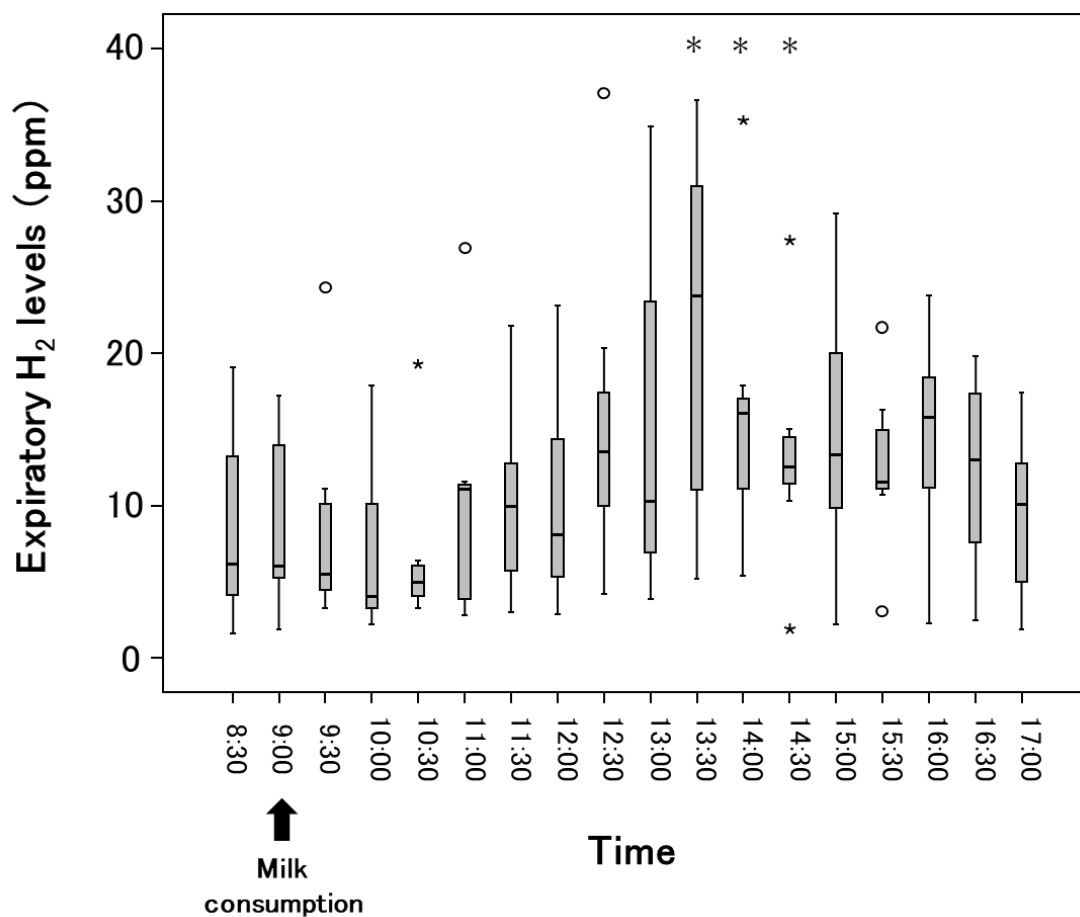 Expiratory H₂ levels (ppm)
40
30
20
10
0
* * *
*
*
*
*
8:30 9:00 9:30 10:00 10:30 11:00 11:30 12:00 12:30 13:00 13:30 14:00 14:30 15:00 15:30 16:00 16:30 17:00
Time
Milk
consumption